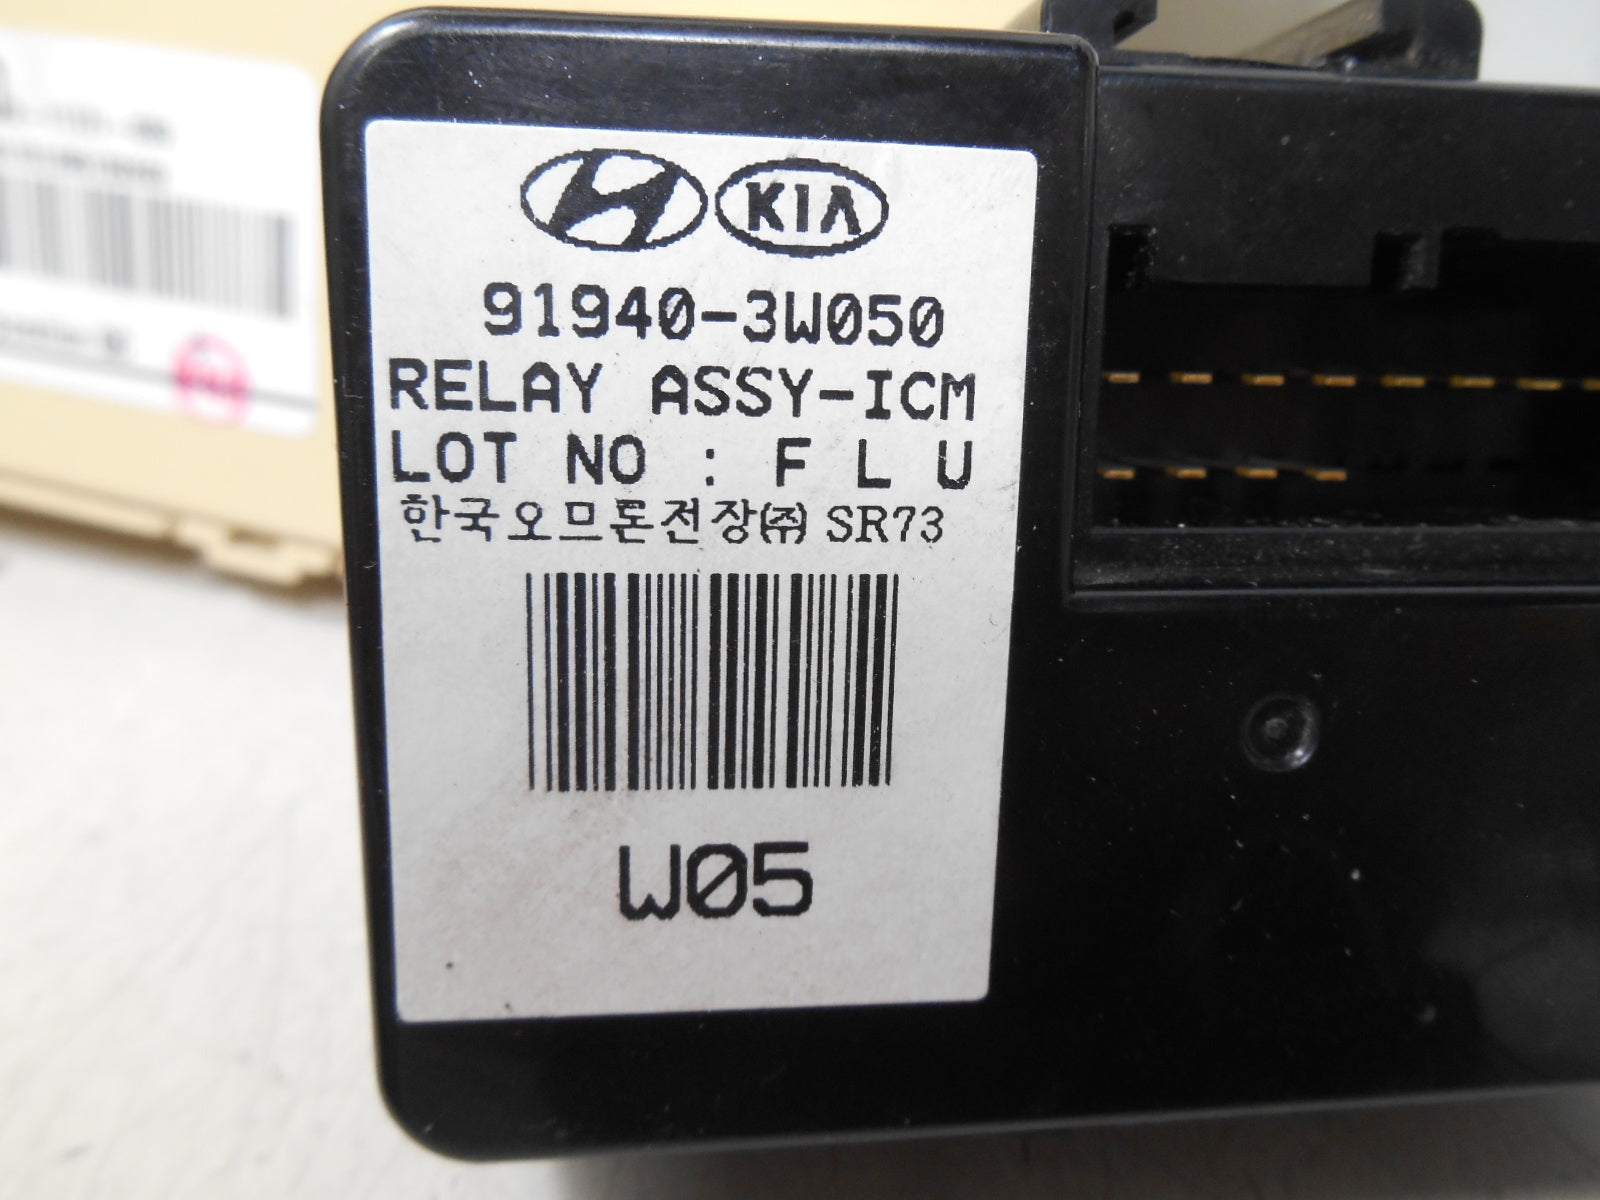 KIA
91940-3W050
RELAY ASSY-ICM
LOT NO : F L U
한국오므론전장㈜ SR73
W05